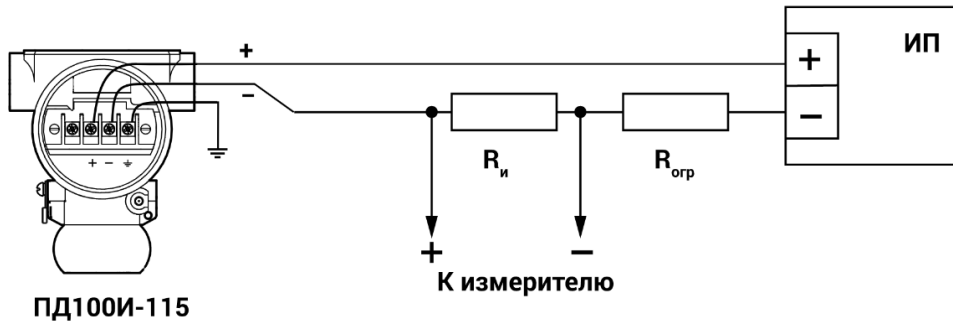 +
−
+ −
ПД100И-115
Rи
Rогр
+
−
К измерителю
ИП
+
−